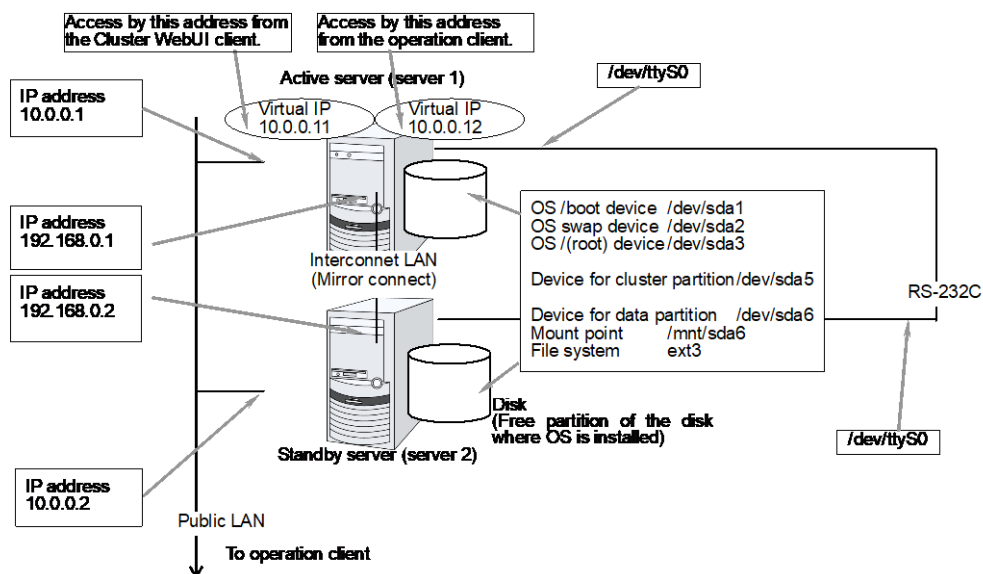 Access by this address from
the Cluster WebUI client.
Access by this address
from the operation client.
/dev/ttyS0
Active server (server 1)
IP address
10.0.0.1
Virtual IP
10.0.0.11
Virtual IP
10.0.0.12
IP address
192.168.0.1
OS /boot device /dev/sda1
OS swap device /dev/sda2
OS /(root) device /dev/sda3
Device for cluster partition /dev/sda5
Device for data partition /dev/sda6
Mount point /mnt/sda6
File system ext3
Interconnet LAN
(Mirror connect)
RS-232C
IP address
192.168.0.2
Disk
(Free partition of the disk
where OS is installed)
/dev/ttyS0
Standby server (server 2)
IP address
10.0.0.2
Public LAN
To operation client